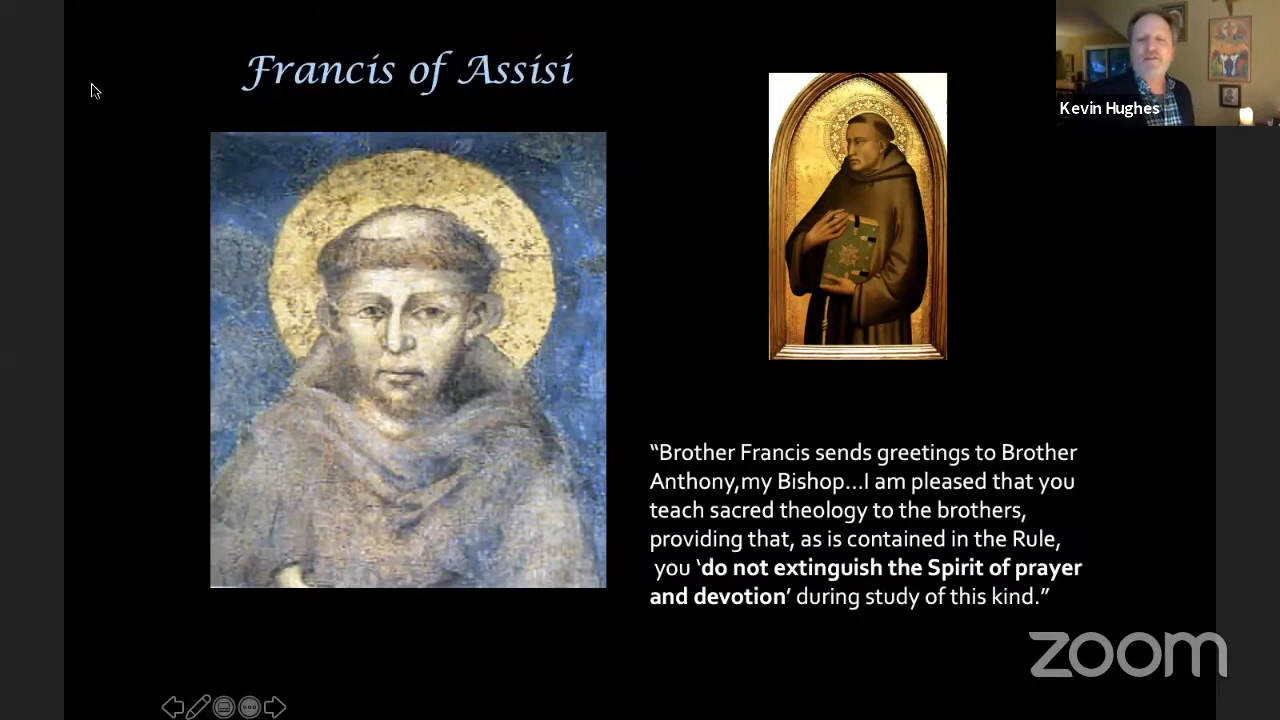 Francis of Assisi
Kevin Hughes
“Brother Francis sends greetings to Brother
Anthony,my Bishop...I am pleased that you
teach sacred theology to the brothers,
providing that, as is contained in the Rule,
you ‘do not extinguish the Spirit of prayer
and devotion’ during study of this kind.”
zoom